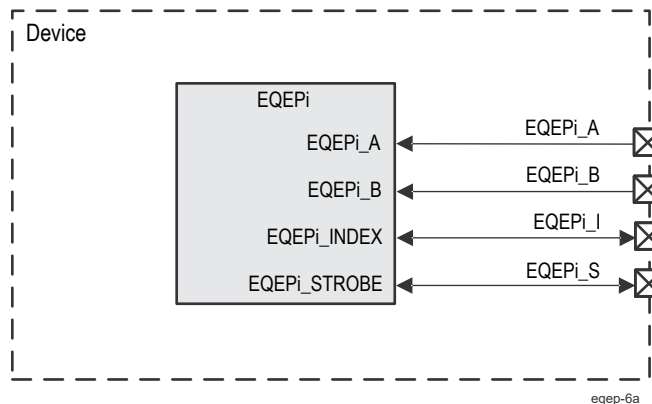 Device
EQEPi
EQEPi_A
EQEPi_A
EQEPi_B
EQEPi_B
EQEPi_INDEX
EQEPi_I
EQEPi_STROBE
EQEPi_S
eqep-6a